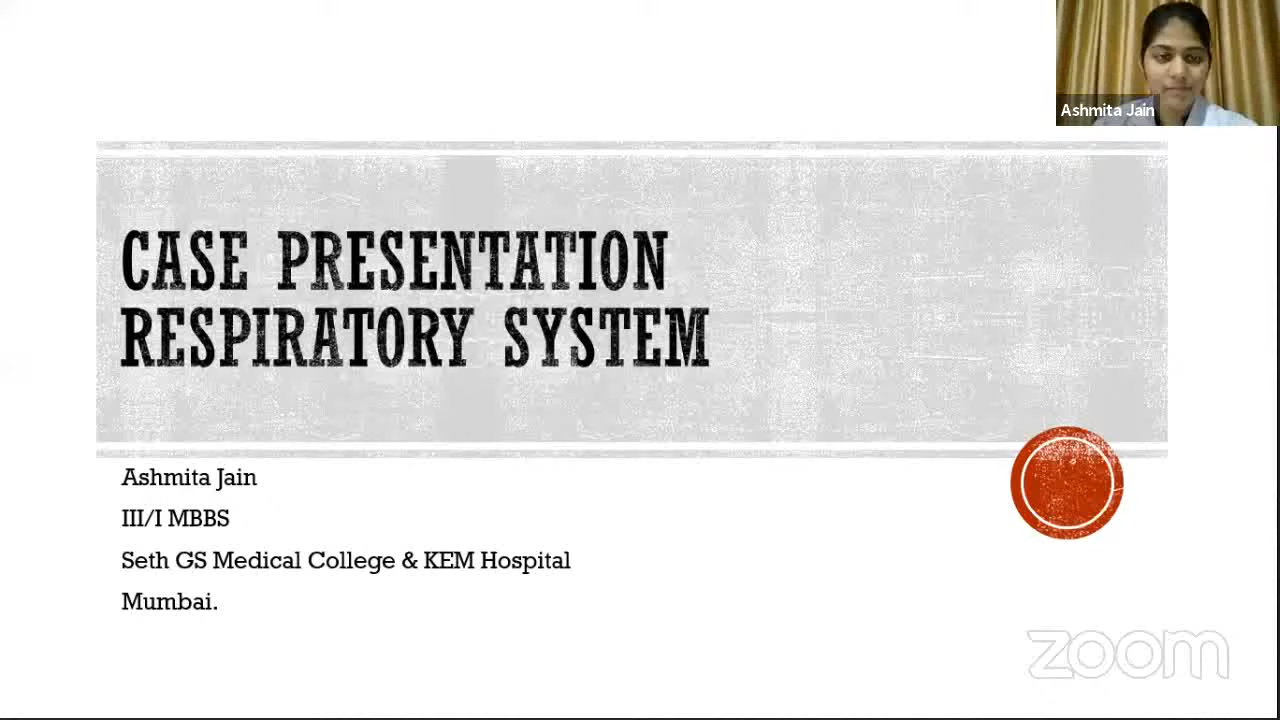 Ashmita Jain
CASE PRESENTATION
RESPIRATORY SYSTEM
Ashmita Jain
III/I MBBS
Seth GS Medical College & KEM Hospital
Mumbai.
zoom